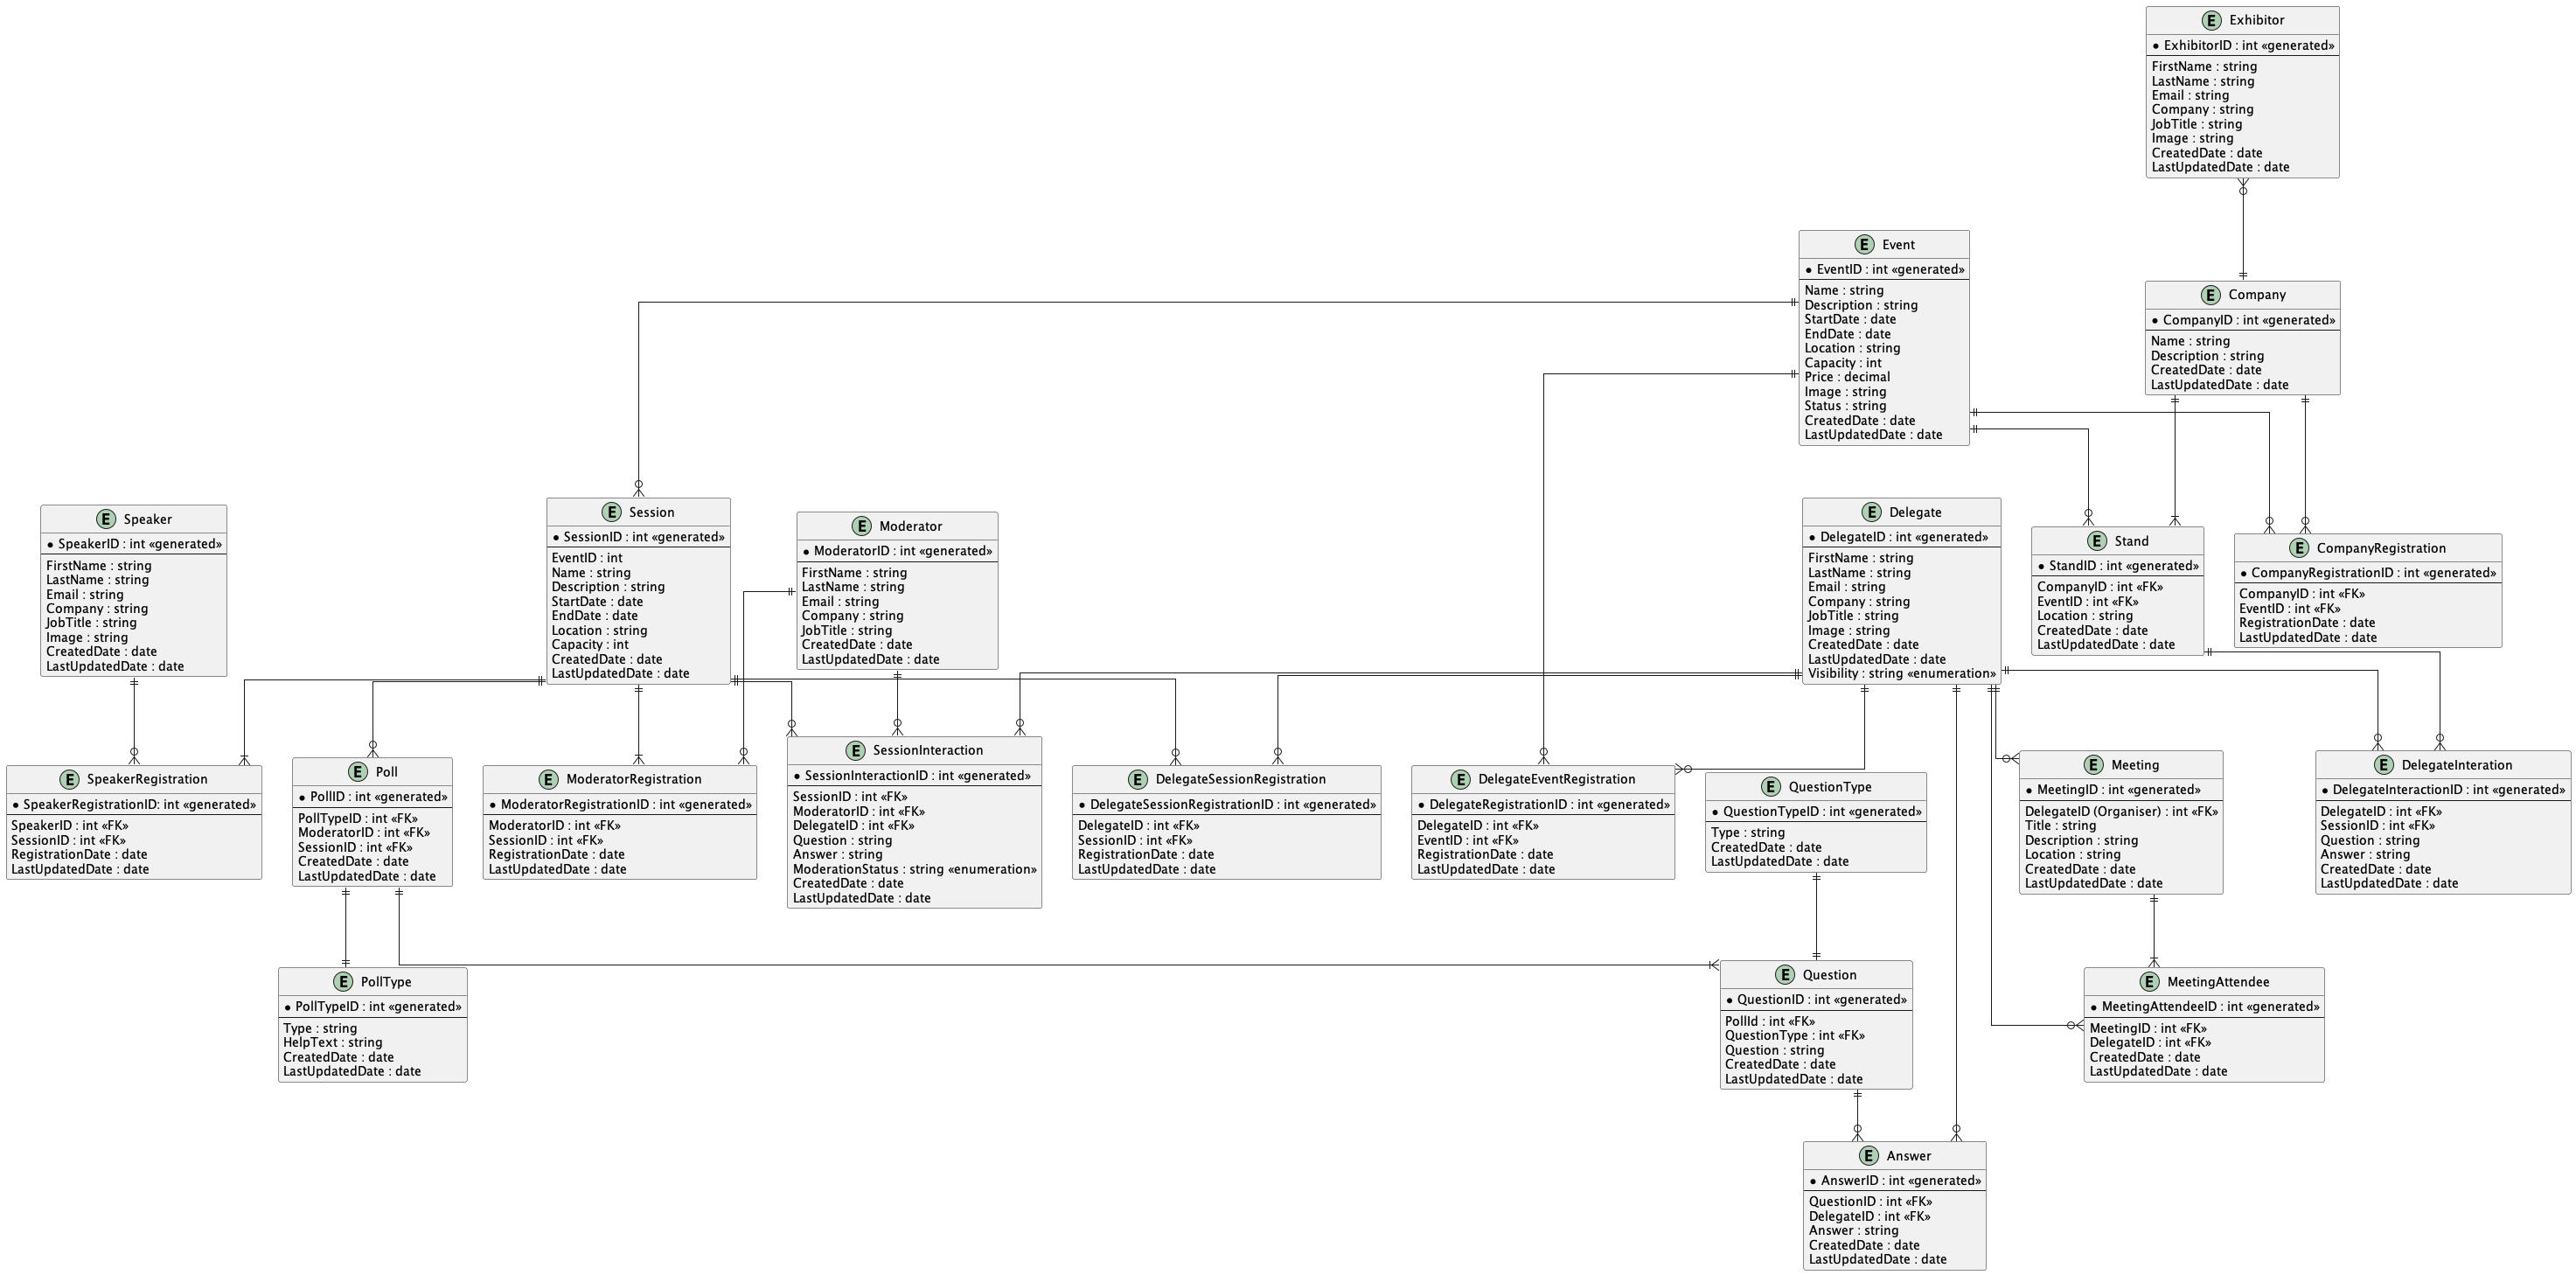 E Exhibitor
* ExhibitorID : int «generated»
FirstName : string
LastName : string
Email : string
Company : string
JobTitle : string
Image : string
CreatedDate : date
LastUpdatedDate : date
E Event
* EventID : int «generated»
Name : string
Description : string
StartDate : date
EndDate : date
Location : string
Capacity : int
Price : decimal
Image : string
Status : string
CreatedDate : date
LastUpdatedDate : date
E Company
* CompanyID : int «generated»
Name : string
Description : string
CreatedDate : date
LastUpdatedDate : date
E Speaker
* SpeakerID : int «generated»
FirstName : string
LastName : string
Email : string
Company : string
JobTitle : string
Image : string
CreatedDate : date
LastUpdatedDate : date
E Session
* SessionID : int «generated»
EventID : int
Name : string
Description : string
StartDate : date
EndDate : date
Location : string
Capacity : int
CreatedDate : date
LastUpdatedDate : date
E Moderator
* ModeratorID : int «generated»
FirstName : string
LastName : string
Email : string
Company : string
JobTitle : string
CreatedDate : date
LastUpdatedDate : date
E Delegate
* DelegateID : int «generated»
FirstName : string
LastName : string
Email : string
Company : string
JobTitle : string
Image : string
CreatedDate : date
LastUpdatedDate : date
Visibility : string «enumeration»
E Stand
* StandID : int «generated»
CompanyID : int «FK»
EventID : int «FK»
Location : string
CreatedDate : date
LastUpdatedDate : date
E CompanyRegistration
* CompanyRegistrationID : int «generated»
CompanyID : int «FK»
EventID : int «FK»
RegistrationDate : date
LastUpdatedDate : date
E SpeakerRegistration
* SpeakerRegistrationID: int «generated»
SpeakerID : int «FK»
SessionID : int «FK»
RegistrationDate : date
LastUpdatedDate : date
E Poll
* PollID : int «generated»
PollTypeID : int «FK»
ModeratorID : int «FK»
SessionID : int «FK»
CreatedDate : date
LastUpdatedDate : date
E ModeratorRegistration
* ModeratorRegistrationID : int «generated»
ModeratorID : int «FK»
SessionID : int «FK»
RegistrationDate : date
LastUpdatedDate : date
E SessionInteraction
* SessionInteractionID : int «generated»
SessionID : int «FK»
ModeratorID : int «FK»
DelegateID : int «FK»
Question : string
Answer : string
ModerationStatus : string «enumeration»
CreatedDate : date
LastUpdatedDate : date
E DelegateSessionRegistration
* DelegateSessionRegistrationID : int «generated»
DelegateID : int «FK»
SessionID : int «FK»
RegistrationDate : date
LastUpdatedDate : date
E DelegateEventRegistration
* DelegateRegistrationID : int «generated»
DelegateID : int «FK»
EventID : int «FK»
RegistrationDate : date
LastUpdatedDate : date
E QuestionType
* QuestionTypeID : int «generated»
Type : string
CreatedDate : date
LastUpdatedDate : date
E Meeting
* MeetingID : int «generated»
DelegateID (Organiser) : int «FK»
Title : string
Description : string
Location : string
CreatedDate : date
LastUpdatedDate : date
E DelegateInteration
* DelegateInteractionID : int «generated»
DelegateID : int «FK»
SessionID : int «FK»
Question : string
Answer : string
CreatedDate : date
LastUpdatedDate : date
E PollType
* PollTypeID : int «generated»
Type : string
HelpText : string
CreatedDate : date
LastUpdatedDate : date
E Question
* QuestionID : int «generated»
PollId : int «FK»
QuestionType : int «FK»
Question : string
CreatedDate : date
LastUpdatedDate : date
E MeetingAttendee
* MeetingAttendeeID : int «generated»
MeetingID : int «FK»
DelegateID : int «FK»
CreatedDate : date
LastUpdatedDate : date
E Answer
* AnswerID : int «generated»
QuestionID : int «FK»
DelegateID : int «FK»
Answer : string
CreatedDate : date
LastUpdatedDate : date